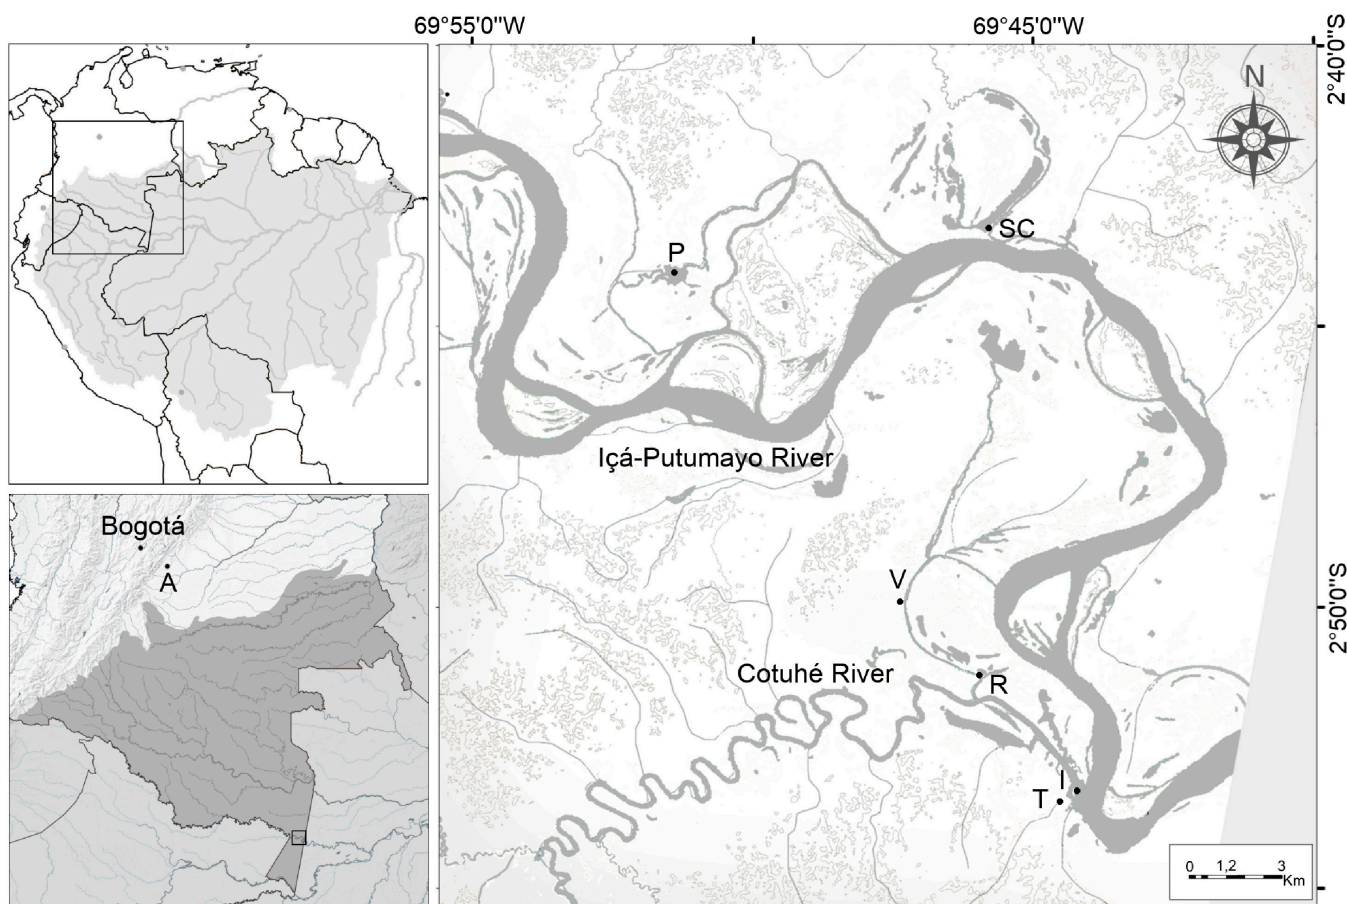 69°55'0"W
69°45'0"W
2°40'0"S
N
SC
P
Içá-Putumayo River
Bogotá
A
V
2°50'0"S
Cotuhé River
R
I
T
0 1,2 3
Km